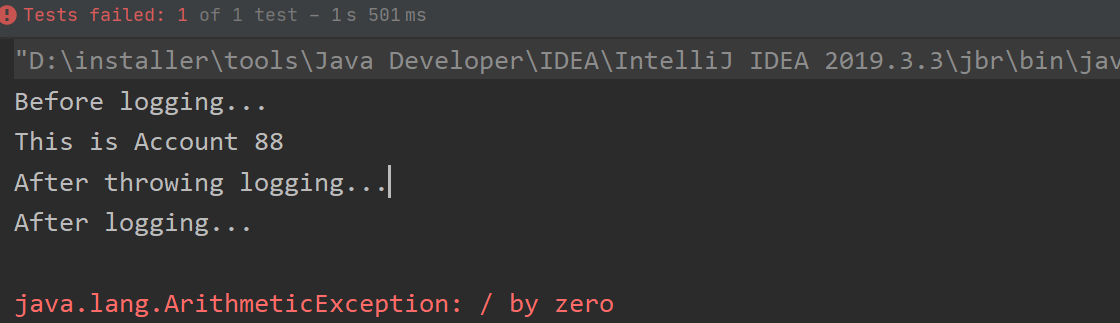 Tests failed: 1 of 1 test – 1 s 501 ms
"D:\installer\tools\Java Developer\IDEA\IntelliJ IDEA 2019.3.3\jbr\bin\jav
Before logging...
This is Account 88
After throwing logging...
After logging...
java.lang.ArithmeticException: / by zero